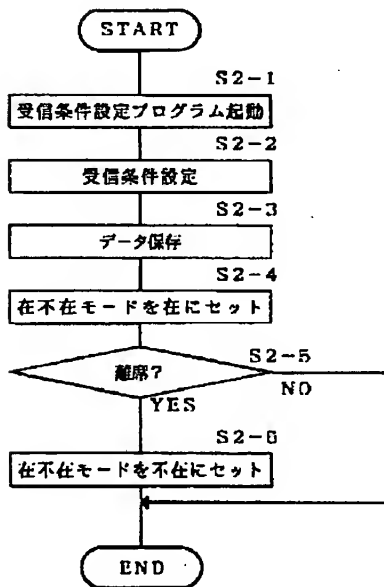 START
S2-1
受信条件設定プログラム起動
S2-2
受信条件設定
S2-3
データ保存
S2-4
在不在モードを在にセット
S2-5
離席?
NO
YES
S2-6
在不在モードを不在にセット
END